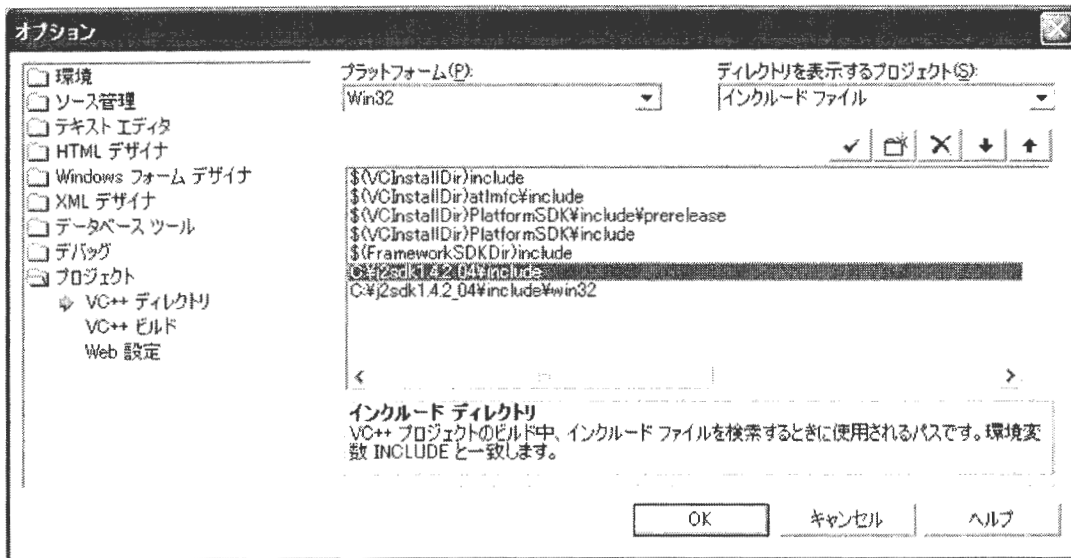 オプション
環境
ソース管理
テキスト エディタ
HTML デザイナ
Windows フォーム デザイナ
XML デザイナ
データベース ツール
デバッグ
プロジェクト
VC++ ディレクトリ
VC++ ビルド
Web 設定
プラットフォーム(P):
Win32
ディレクトリを表示するプロジェクト(S):
インクルード ファイル
$(VCInstallDir)include
$(VCInstallDir)atlmfc¥include
$(VCInstallDir)PlatformSDK¥include¥prerelease
$(VCInstallDir)PlatformSDK¥include
$(FrameworkSDKDir)include
C:¥j2sdk1.4.2_04¥include
C:¥j2sdk1.4.2_04¥include¥win32
インクルード ディレクトリ
VC++ プロジェクトのビルド中、インクルード ファイルを検索するときに使用されるパスです。環境変
数 INCLUDE と一致します。
OK
キャンセル
ヘルプ